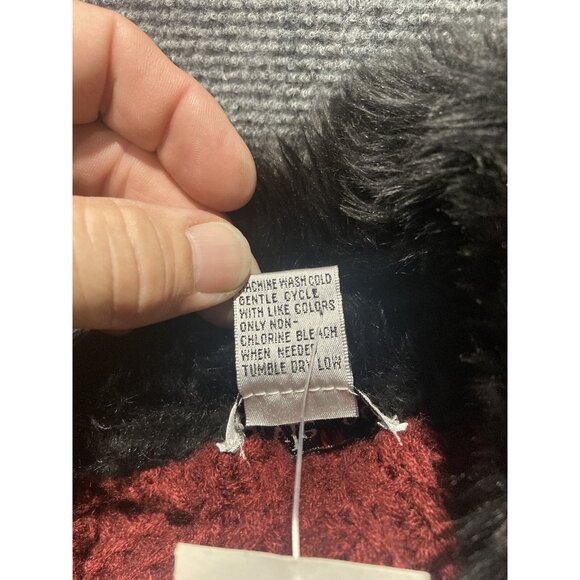 MACHINE WASH COLD
GENTLE CYCLE
WITH LIKE COLORS
ONLY NON-
CHLORINE BLEACH
WHEN NEEDED
TUMBLE DRY LOW